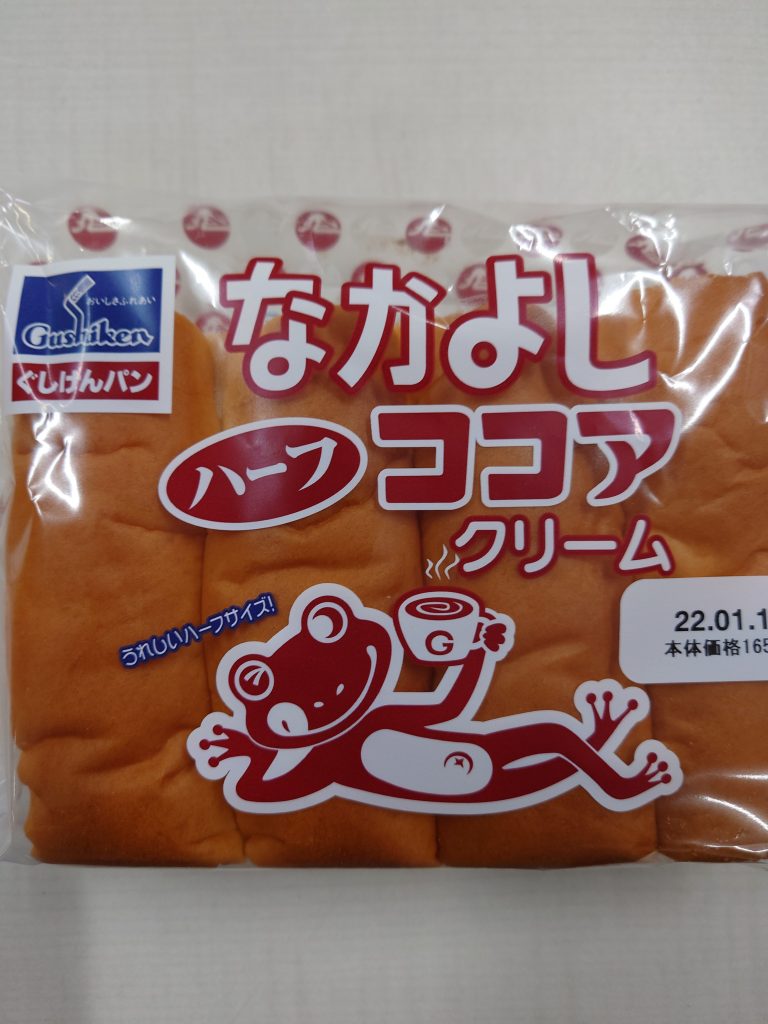 おいしさふれあい
Gushiken
ぐしけんパン
なかよし
ハーフ
ココア
クリーム
うれしいハーフサイズ!
G
22.01.1
本体価格165